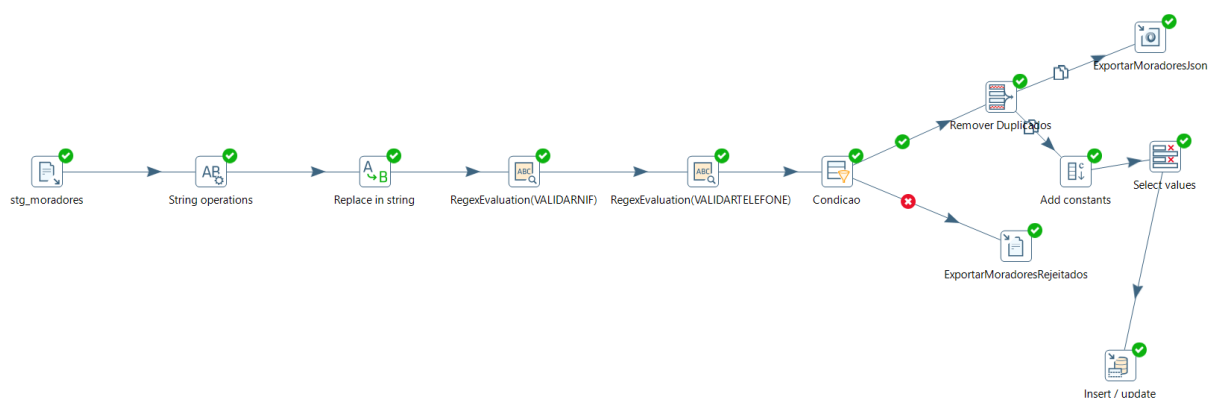 ExportarMoradoresJson
Remover Duplicados
stg_moradores
String operations
Replace in string
RegexEvaluation(VALIDARNIF)
RegexEvaluation(VALIDARTELEFONE)
Condicao
Add constants
Select values
ExportarMoradoresRejeitados
Insert / update